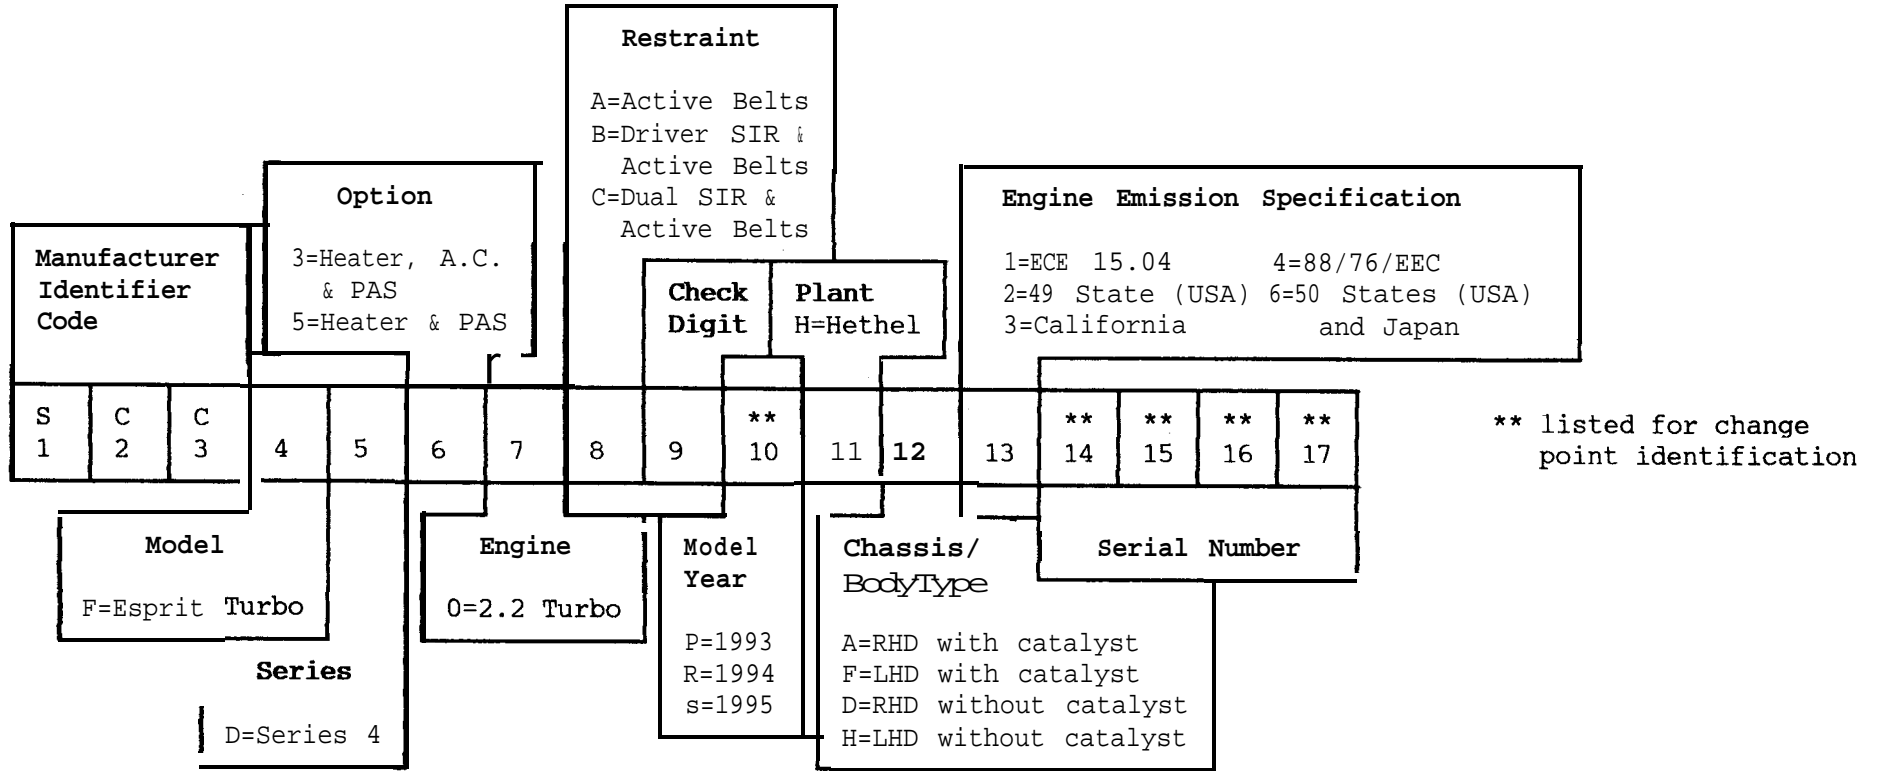 Restraint
A=Active Belts
B=Driver SIR &
Active Belts
C=Dual SIR &
Active Belts
Option
3=Heater, A.C.
& PAS
5=Heater & PAS
Engine Emission Specification
1=ECE 15.04 4=88/76/EEC
2=49 State (USA) 6=50 States (USA)
3=California and Japan
Manufacturer
Identifier
Code
Check
Digit
Plant
H=Hethel
S C C ** ** ** ** **
1 2 3 4 5 6 7 8 9 10 11 12 13 14 15 16 17
** listed for change
point identification
Model
F=Esprit Turbo
Series
D=Series 4
Engine
0=2.2 Turbo
Model
Year
P=1993
R=1994
s=1995
Chassis/
BodyType
A=RHD with catalyst
F=LHD with catalyst
D=RHD without catalyst
H=LHD without catalyst
Serial Number